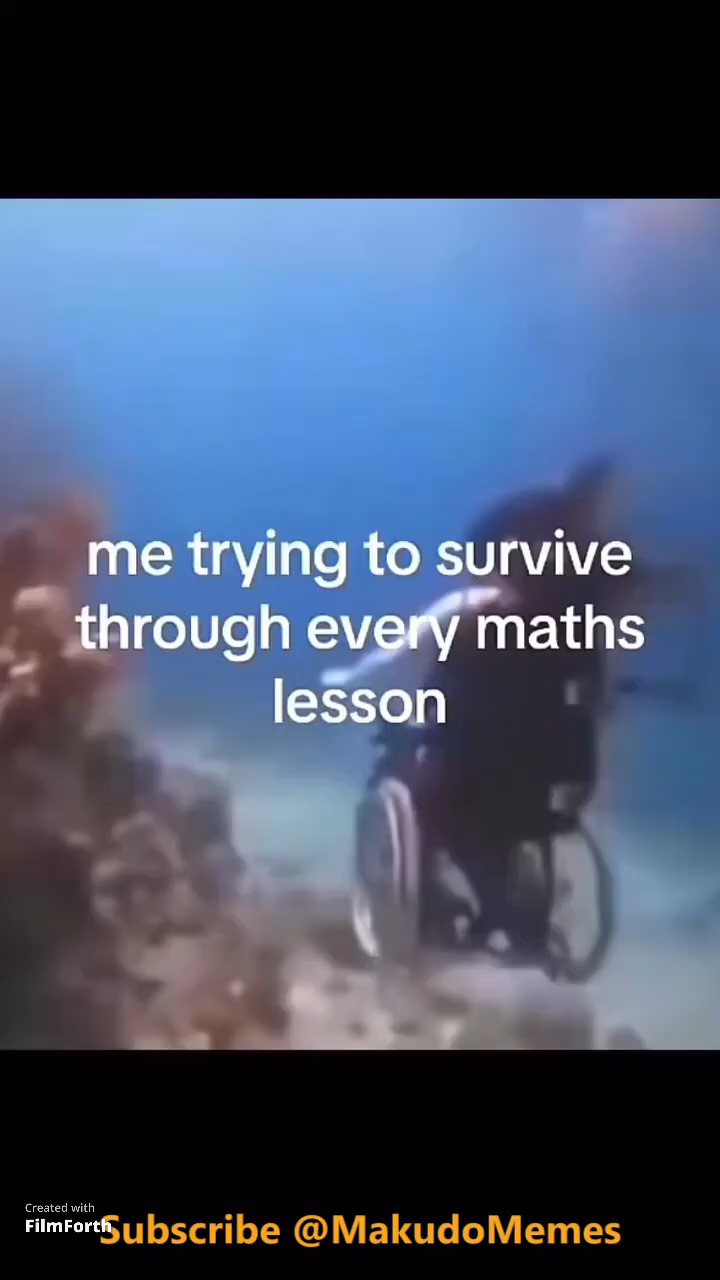 me trying to survive
through every maths
lesson
Created with
FilmForth
Subscribe @MakudoMemes